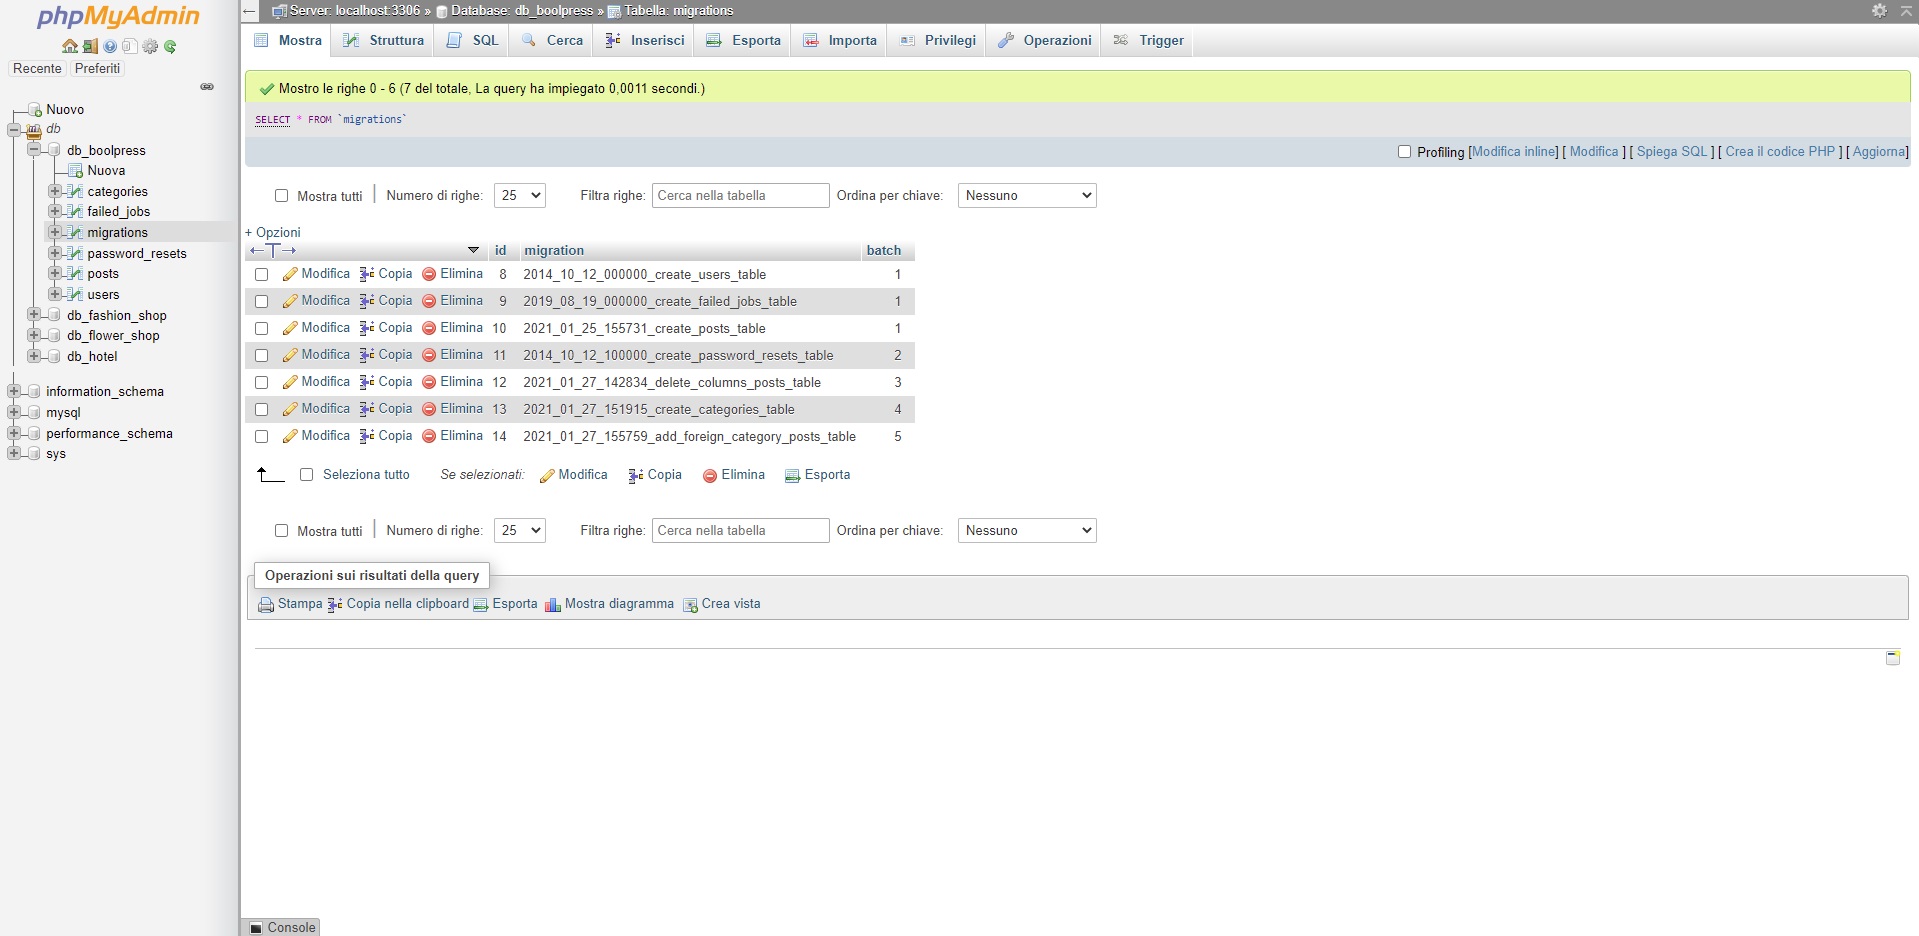 phpMyAdmin
Recente Preferiti
Nuovo
db
db_boolpress
Nuova
categories
failed_jobs
migrations
password_resets
posts
users
db_fashion_shop
db_flower_shop
db_hotel
information_schema
mysql
performance_schema
sys
Server: localhost:3306 » Database: db_boolpress » Tabella: migrations
Mostra Struttura SQL Cerca Inserisci Esporta Importa Privilegi Operazioni Trigger
Mostro le righe 0 - 6 (7 del totale, La query ha impiegato 0,0011 secondi.)
SELECT * FROM `migrations`
Profiling [Modifica inline] [ Modifica ] [ Spiega SQL ] [ Crea il codice PHP ] [ Aggiorna]
Mostra tutti | Numero di righe: 25 Filtra righe: Cerca nella tabella Ordina per chiave: Nessuno
+ Opzioni
←T→ id migration batch
Modifica Copia Elimina 8 2014_10_12_000000_create_users_table 1
Modifica Copia Elimina 9 2019_08_19_000000_create_failed_jobs_table 1
Modifica Copia Elimina 10 2021_01_25_155731_create_posts_table 1
Modifica Copia Elimina 11 2014_10_12_100000_create_password_resets_table 2
Modifica Copia Elimina 12 2021_01_27_142834_delete_columns_posts_table 3
Modifica Copia Elimina 13 2021_01_27_151915_create_categories_table 4
Modifica Copia Elimina 14 2021_01_27_155759_add_foreign_category_posts_table 5
Seleziona tutto Se selezionati: Modifica Copia Elimina Esporta
Mostra tutti | Numero di righe: 25 Filtra righe: Cerca nella tabella Ordina per chiave: Nessuno
Operazioni sui risultati della query
Stampa Copia nella clipboard Esporta Mostra diagramma Crea vista
Console